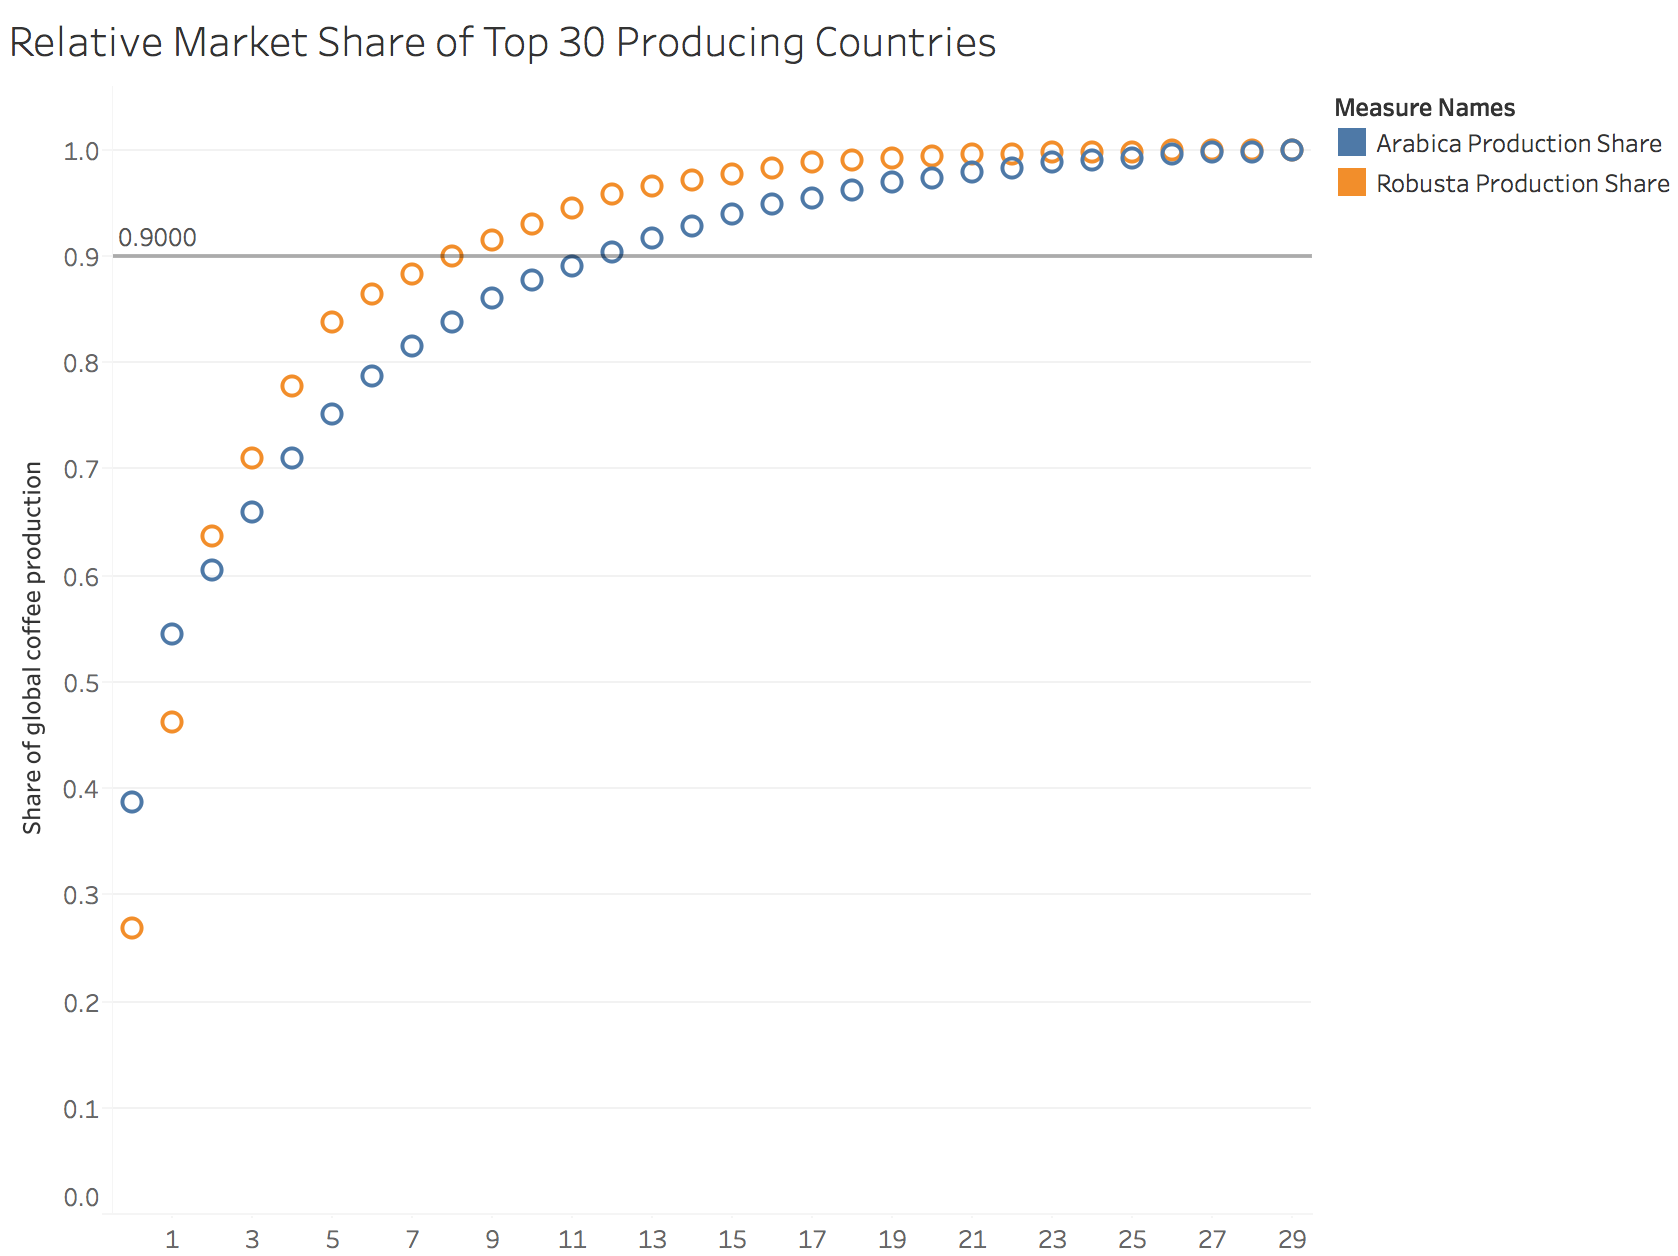 Relative Market Share of Top 30 Producing Countries
Measure Names
Arabica Production Share
Robusta Production Share
Share of global coffee production
1.0
0.9000
0.9
0.8
0.7
0.6
0.5
0.4
0.3
0.2
0.1
0.0
1 3 5 7 9 11 13 15 17 19 21 23 25 27 29